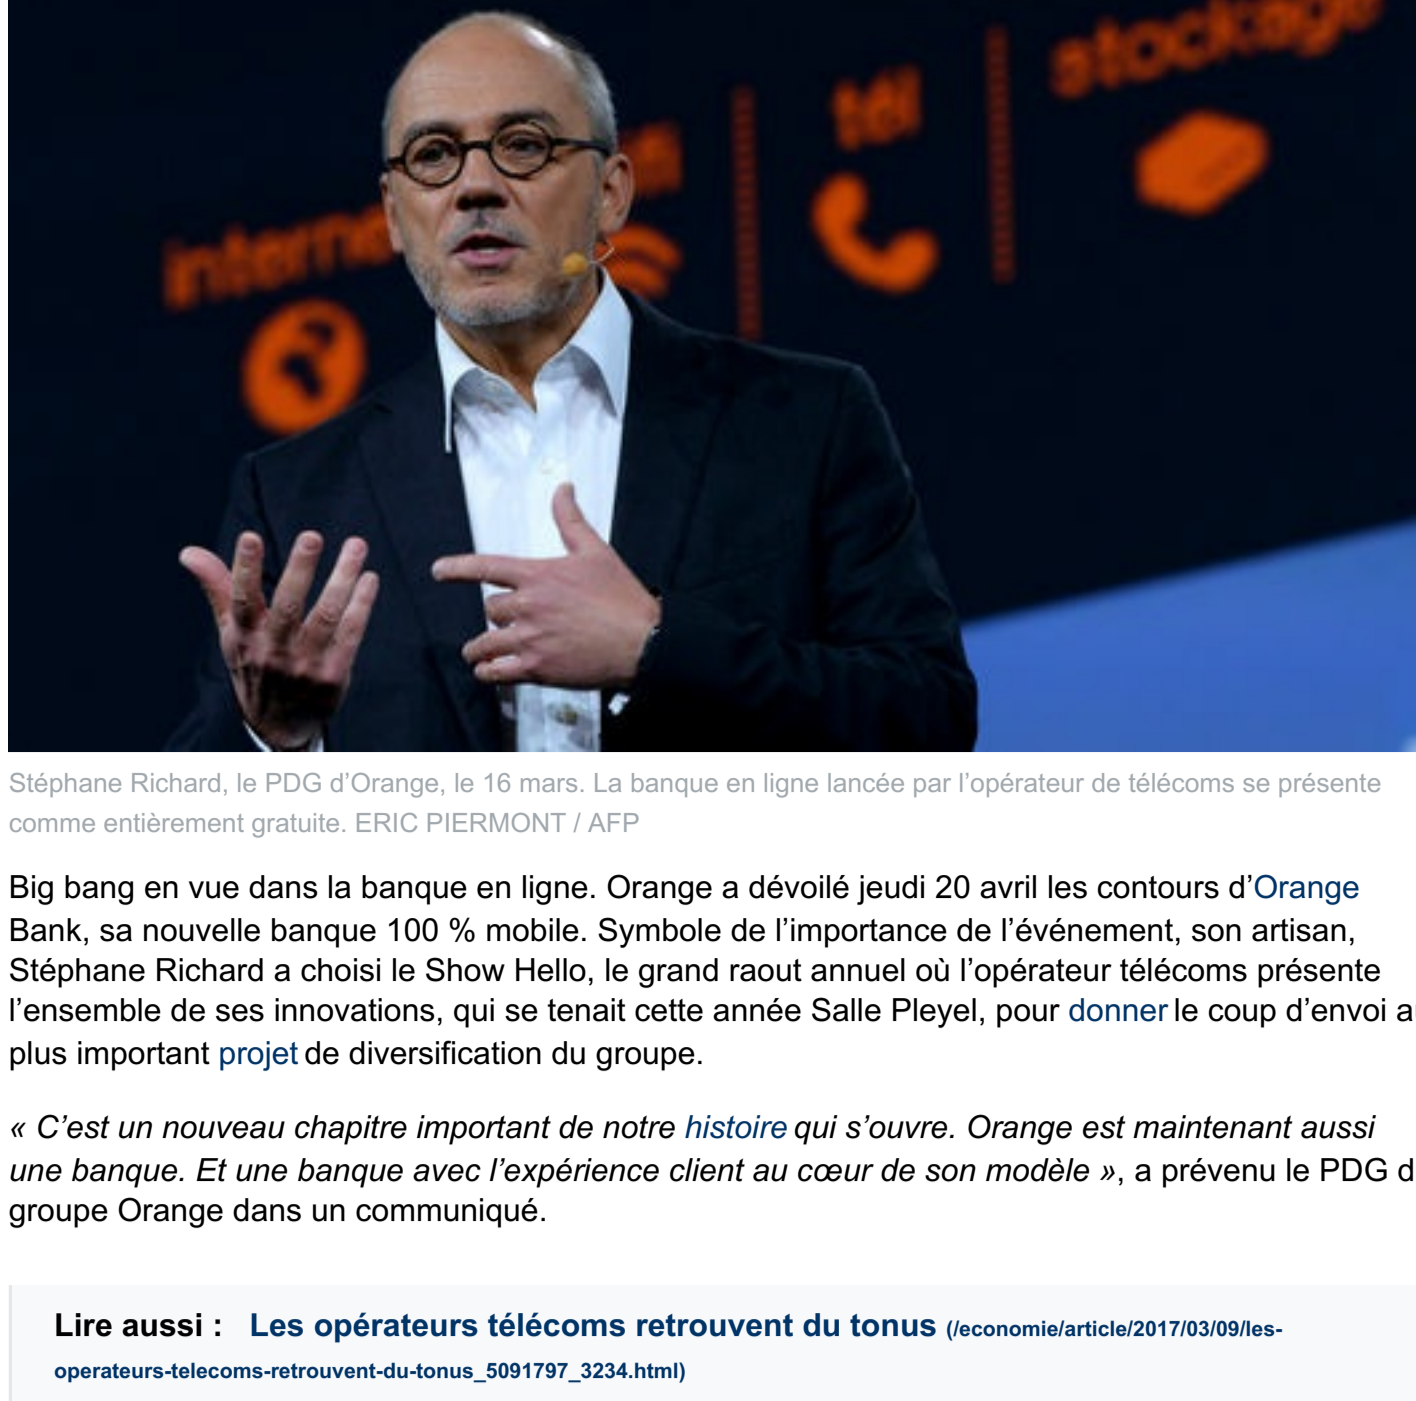 stockage
tél
internet
Stéphane Richard, le PDG d’Orange, le 16 mars. La banque en ligne lancée par l’opérateur de télécoms se présente
comme entièrement gratuite. ERIC PIERMONT / AFP
Big bang en vue dans la banque en ligne. Orange a dévoilé jeudi 20 avril les contours d’Orange
Bank, sa nouvelle banque 100 % mobile. Symbole de l’importance de l’événement, son artisan,
Stéphane Richard a choisi le Show Hello, le grand raout annuel où l’opérateur télécoms présente
l’ensemble de ses innovations, qui se tenait cette année Salle Pleyel, pour donner le coup d’envoi au
plus important projet de diversification du groupe.
« C’est un nouveau chapitre important de notre histoire qui s’ouvre. Orange est maintenant aussi
une banque. Et une banque avec l’expérience client au cœur de son modèle », a prévenu le PDG d
groupe Orange dans un communiqué.
Lire aussi : Les opérateurs télécoms retrouvent du tonus (/economie/article/2017/03/09/les-
operateurs-telecoms-retrouvent-du-tonus_5091797_3234.html)